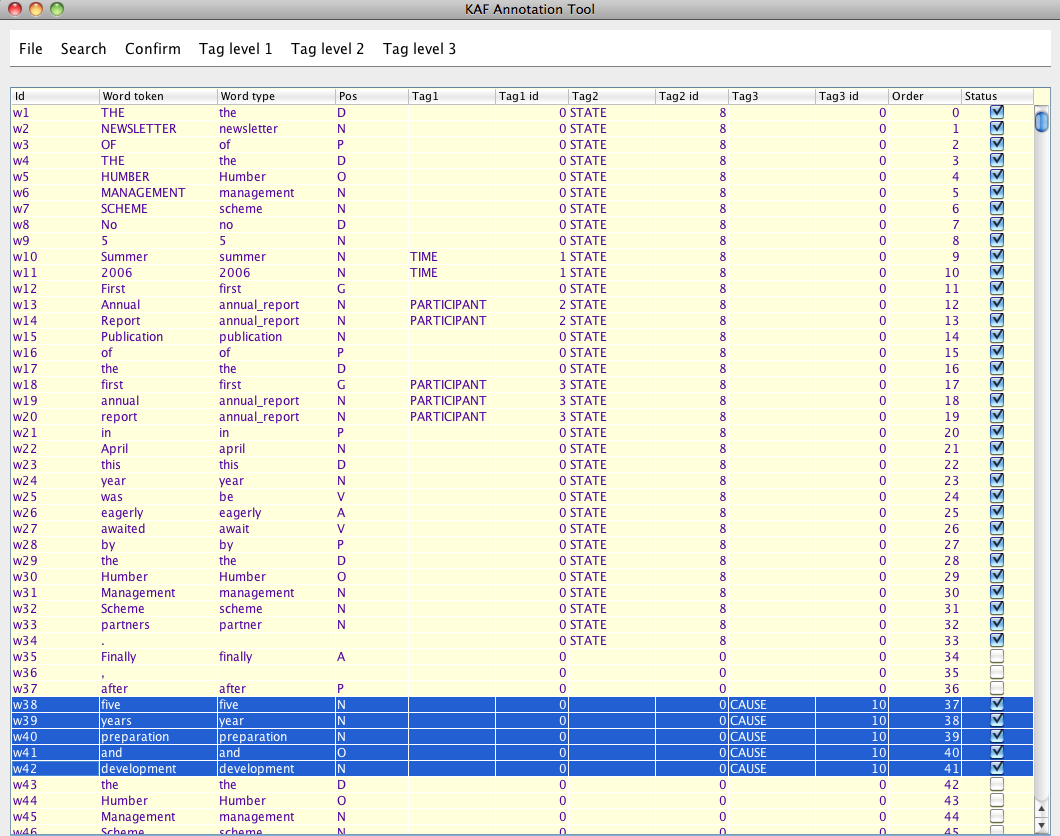 KAF Annotation Tool
File Search Confirm Tag level 1 Tag level 2 Tag level 3
Id Word token Word type Pos Tag1 Tag1 id Tag2 Tag2 id Tag3 Tag3 id Order Status
w1 THE the D 0 STATE 8 0 0
w2 NEWSLETTER newsletter N 0 STATE 8 0 1
w3 OF of P 0 STATE 8 0 2
w4 THE the D 0 STATE 8 0 3
w5 HUMBER Humber O 0 STATE 8 0 4
w6 MANAGEMENT management N 0 STATE 8 0 5
w7 SCHEME scheme N 0 STATE 8 0 6
w8 No no D 0 STATE 8 0 7
w9 5 5 N 0 STATE 8 0 8
w10 Summer summer N TIME 1 STATE 8 0 9
w11 2006 2006 N TIME 1 STATE 8 0 10
w12 First first G 0 STATE 8 0 11
w13 Annual annual_report N PARTICIPANT 2 STATE 8 0 12
w14 Report annual_report N PARTICIPANT 2 STATE 8 0 13
w15 Publication publication N 0 STATE 8 0 14
w16 of of P 0 STATE 8 0 15
w17 the the D 0 STATE 8 0 16
w18 first first G PARTICIPANT 3 STATE 8 0 17
w19 annual annual_report N PARTICIPANT 3 STATE 8 0 18
w20 report annual_report N PARTICIPANT 3 STATE 8 0 19
w21 in in P 0 STATE 8 0 20
w22 April april N 0 STATE 8 0 21
w23 this this D 0 STATE 8 0 22
w24 year year N 0 STATE 8 0 23
w25 was be V 0 STATE 8 0 24
w26 eagerly eagerly A 0 STATE 8 0 25
w27 awaited await V 0 STATE 8 0 26
w28 by by P 0 STATE 8 0 27
w29 the the D 0 STATE 8 0 28
w30 Humber Humber O 0 STATE 8 0 29
w31 Management management N 0 STATE 8 0 30
w32 Scheme scheme N 0 STATE 8 0 31
w33 partners partner N 0 STATE 8 0 32
w34 . 0 STATE 8 0 33
w35 Finally finally A 0 0 0 34
w36 , 0 0 0 35
w37 after after P 0 0 0 36
w38 five five N 0 0 CAUSE 10 37
w39 years year N 0 0 CAUSE 10 38
w40 preparation preparation N 0 0 CAUSE 10 39
w41 and and O 0 0 CAUSE 10 40
w42 development development N 0 0 CAUSE 10 41
w43 the the D 0 0 0 42
w44 Humber Humber O 0 0 0 43
w45 Management management N 0 0 0 44
w46 Scheme scheme N 0 0 0 45